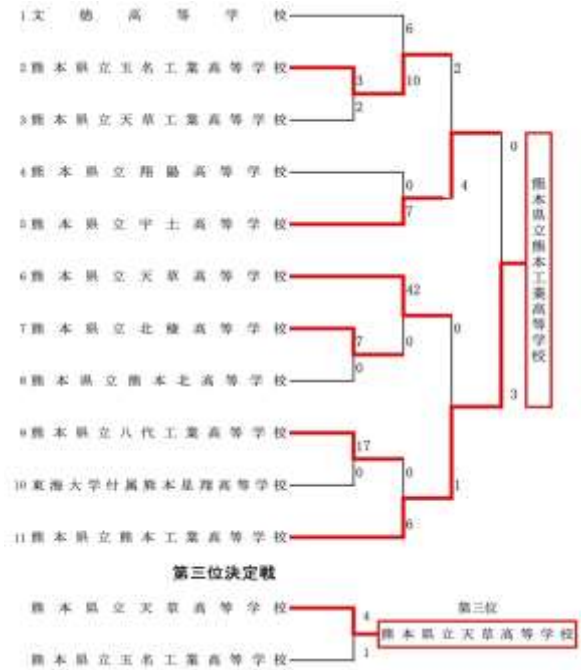 1 文徳高等学校
6
2 熊本県立玉名工業高等学校
3
10
2
2
3 熊本県立天草工業高等学校
0
4 熊本県立翔陽高等学校
0
4
7
5 熊本県立宇土高等学校
熊本県立熊本工業高等学校
6 熊本県立天草高等学校
42
0
7 熊本県立北稜高等学校
7
0
0
8 熊本県立熊本北高等学校
3
9 熊本県立八代工業高等学校
17
0
0
1
10 東海大学付属熊本星翔高等学校
6
11 熊本県立熊本工業高等学校
第三位決定戦
熊本県立天草高等学校
4
第三位
熊本県立天草高等学校
1
熊本県立玉名工業高等学校